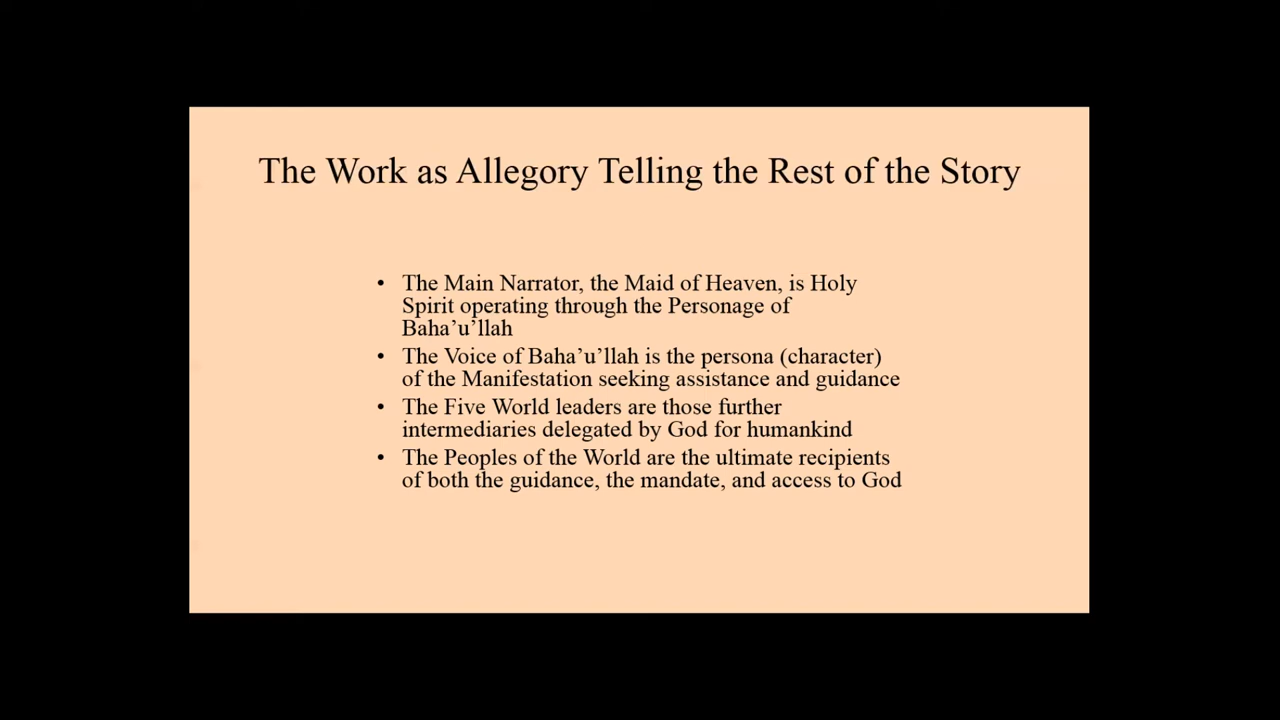 The Work as Allegory Telling the Rest of the Story
• The Main Narrator, the Maid of Heaven, is Holy
Spirit operating through the Personage of
Baha’u’llah
• The Voice of Baha’u’llah is the persona (character)
of the Manifestation seeking assistance and guidance
• The Five World leaders are those further
intermediaries delegated by God for humankind
• The Peoples of the World are the ultimate recipients
of both the guidance, the mandate, and access to God